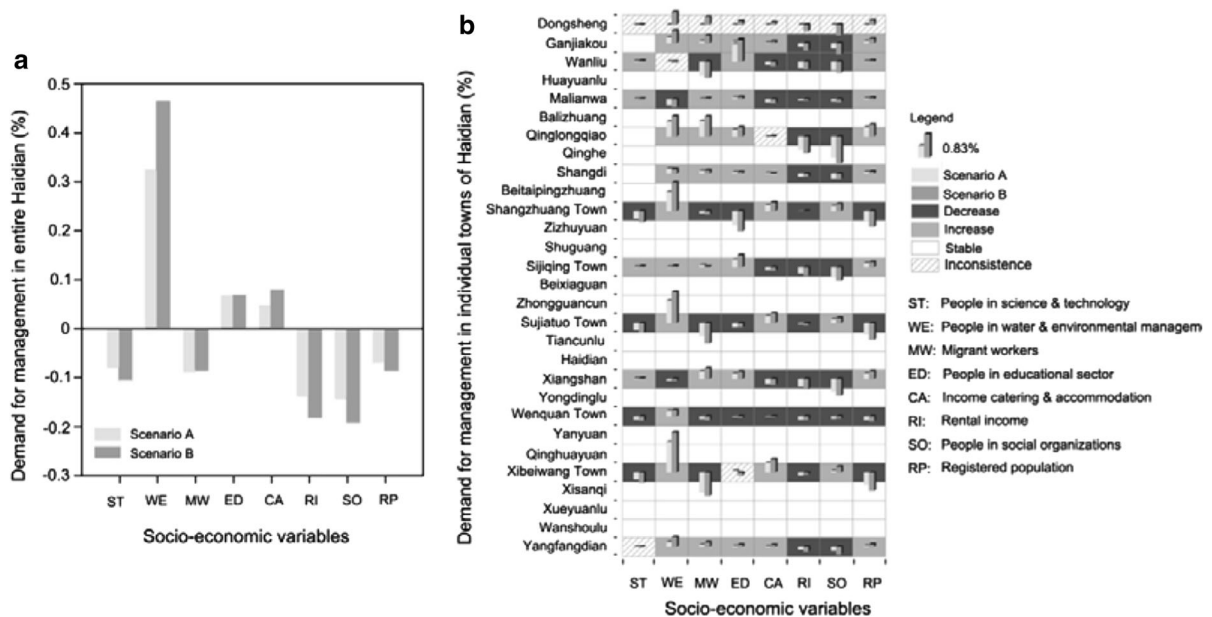 a
Demand for management in entire Haidian (%)
0.5
0.4
0.3
0.2
0.1
0
-0.1
-0.2
-0.3
Scenario A
Scenario B
ST WE MW ED CA RI SO RP
Socio-economic variables
b
Demand for management in individual towns of Haidian (%)
Dongsheng
Ganjiakou
Wanliu
Huayuanlu
Malianwa
Balizhuang
Qinglongqiao
Qinghe
Shangdi
Beitaipingzhuang
Shangzhuang Town
Zizhuyuan
Shuguang
Sijiqing Town
Beixiaguan
Zhongguancun
Sujiatuo Town
Tiancunlu
Haidian
Xiangshan
Yongdinglu
Wenquan Town
Yanyuan
Qinghuayuan
Xibeiwang Town
Xisanqi
Xueyuanlu
Wanshoulu
Yangfangdian
ST WE MW ED CA RI SO RP
Socio-economic variables
Legend
0.83%
Scenario A
Scenario B
Decrease
Increase
Stable
Inconsistence
ST: People in science & technology
WE: People in water & environmental managem
MW: Migrant workers
ED: People in educational sector
CA: Income catering & accommodation
RI: Rental income
SO: People in social organizations
RP: Registered population